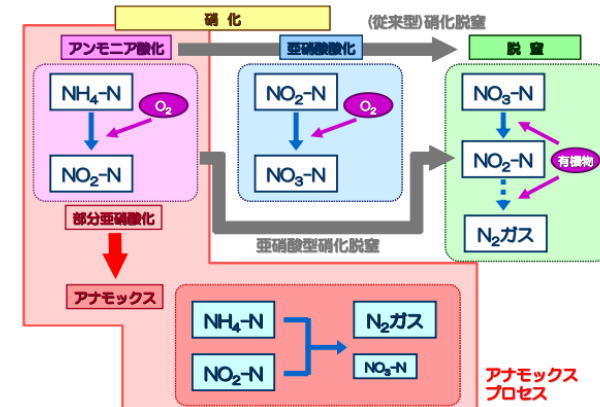 硝 化
(従来型)硝化脱窒
アンモニア酸化
亜硝酸酸化
脱 窒
NH₄-N
O₂
NO₂-N
NO₂-N
O₂
NO₃-N
NO₃-N
NO₂-N
有機物
N₂ガス
部分亜硝酸化
亜硝酸型硝化脱窒
アナモックス
NH₄-N
NO₂-N
N₂ガス
NO₃-N
アナモックス
プロセス